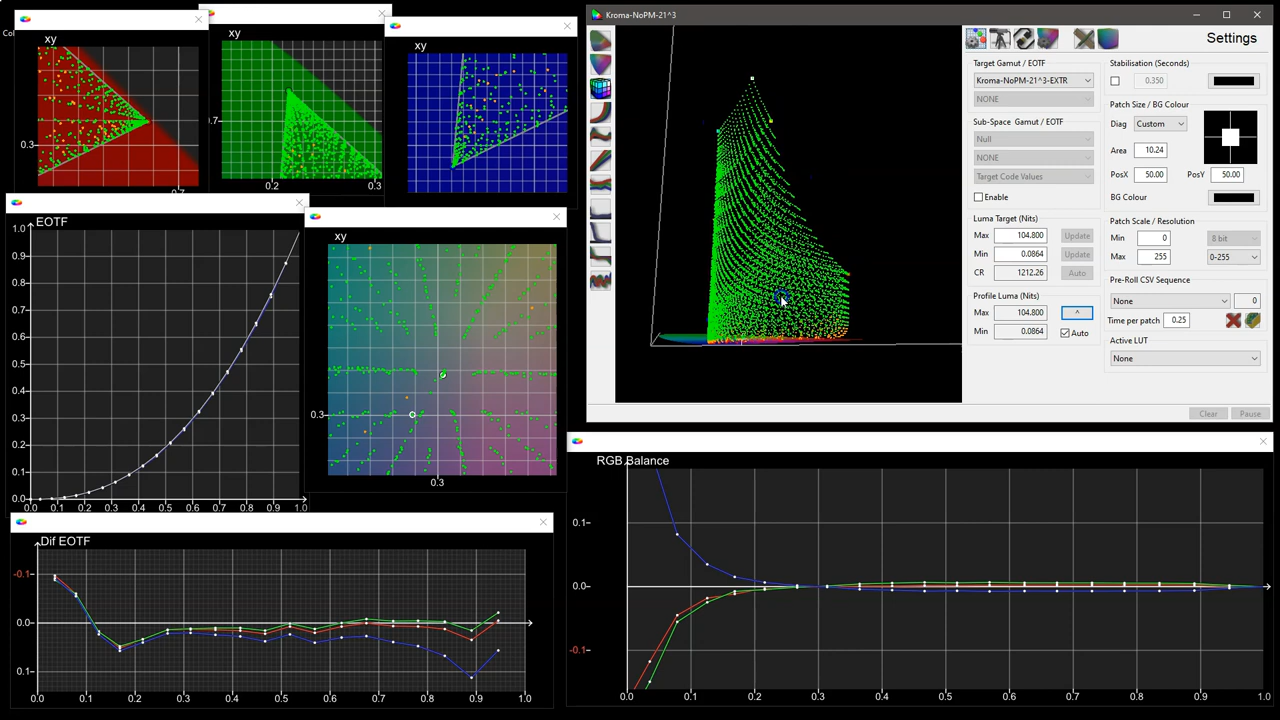 Col
xy
0.3
0.7
xy
0.7
0.2
0.3
xy
Kroma-NoPM-21^3
Settings
Target Gamut / EOTF
Kroma-NoPM-21^3-EXTR
NONE
Sub-Space Gamut / EOTF
Null
NONE
Target Code Values
Enable
Luma Target (Nits)
Max 104.800 Update
Min 0.0864 Update
CR 1212.26 Auto
Profile Luma (Nits)
Max 104.800 ^
Min 0.0864 Auto
Stabilisation (Seconds)
0.350
Patch Size / BG Colour
Diag Custom
Area 10.24
PosX 50.00 PosY 50.00
BG Colour
Patch Scale / Resolution
Min 0 8 bit
Max 255 0-255
Pre-Roll CSV Sequence
None 0
Time per patch 0.25
Active LUT
None
Clear Pause
EOTF
1.0
0.9
0.8
0.7
0.6
0.5
0.4
0.3
0.2
0.1
0.0
0.0 0.1 0.2 0.3 0.4 0.5 0.6 0.7 0.8 0.9 1.0
xy
0.3
0.3
Dif EOTF
-0.1
0.0
0.1
0.0 0.1 0.2 0.3 0.4 0.5 0.6 0.7 0.8 0.9 1.0
RGB Balance
0.1
0.0
-0.1
0.0 0.1 0.2 0.3 0.4 0.5 0.6 0.7 0.8 0.9 1.0